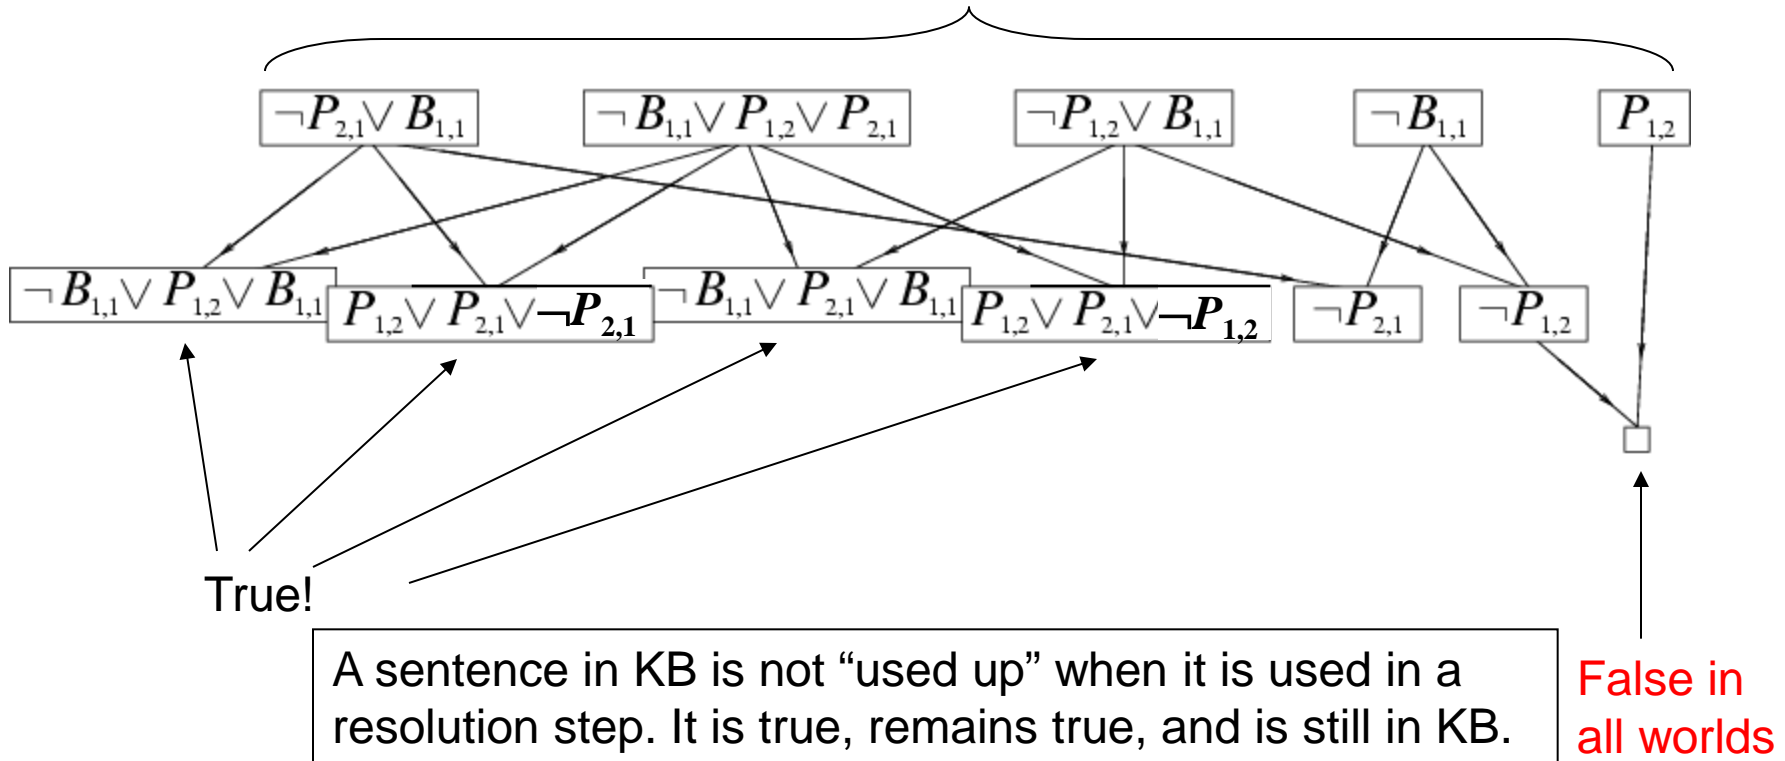 ¬P2,1∨ B1,1 ¬B1,1∨ P1,2∨ P2,1 ¬P1,2∨ B1,1 ¬B1,1 P1,2
¬B1,1∨ P1,2∨ B1,1 P1,2∨ P2,1∨¬P2,1 ¬B1,1∨ P2,1∨ B1,1 P1,2∨ P2,1∨¬P1,2 ¬P2,1 ¬P1,2
True!
A sentence in KB is not “used up” when it is used in a
resolution step. It is true, remains true, and is still in KB.
False in
all worlds